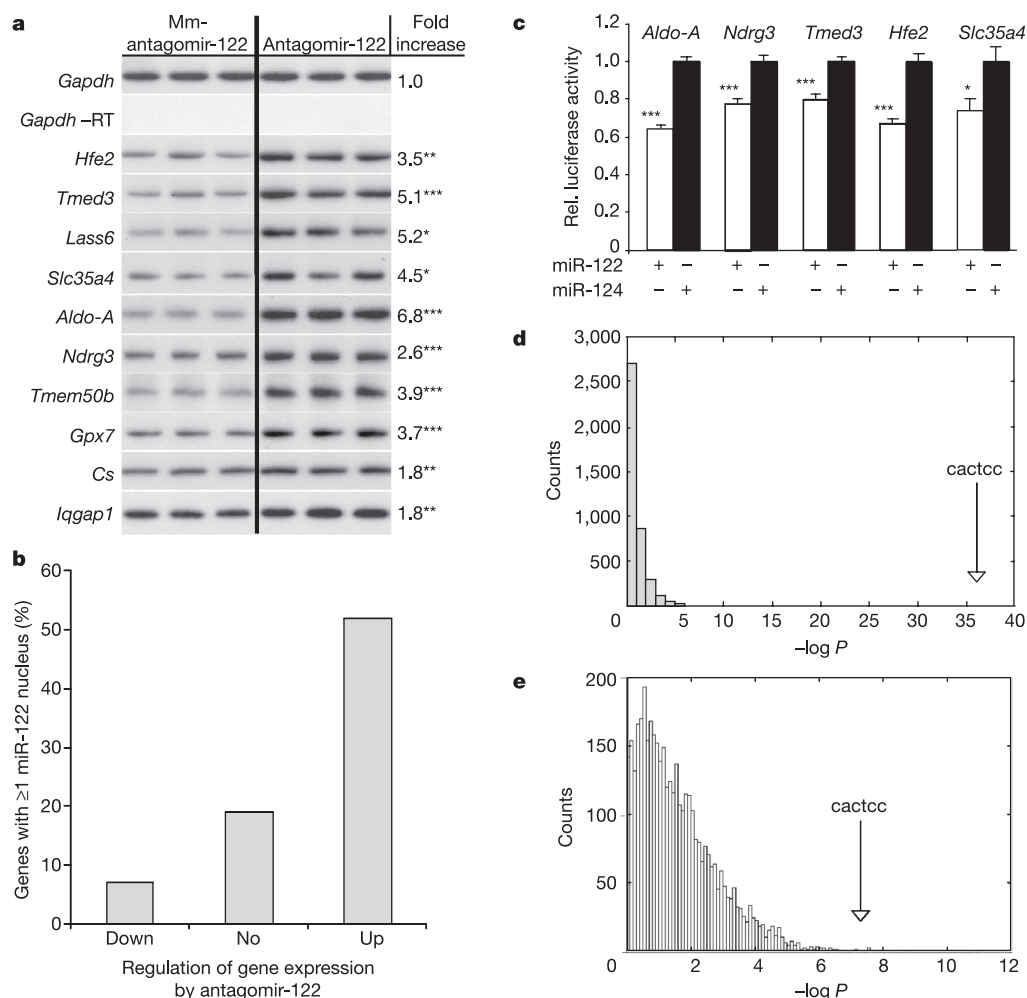 a
Mm-
antagomir-122 Antagomir-122 Fold
increase
Gapdh 1.0
Gapdh –RT
Hfe2 3.5**
Tmed3 5.1***
Lass6 5.2*
Slc35a4 4.5*
Aldo-A 6.8***
Ndrg3 2.6***
Tmem50b 3.9***
Gpx7 3.7***
Cs 1.8**
Iqgap1 1.8**
b
Genes with ≥1 miR-122 nucleus (%)
60
50
40
30
20
10
0
Down No Up
Regulation of gene expression
by antagomir-122
c
Aldo-A Ndrg3 Tmed3 Hfe2 Slc35a4
Rel. luciferase activity
1.2
1.0
0.8
0.6
0.4
0.2
0
*** *** *** *** *
miR-122 + – + – + – + – + –
miR-124 – + – + – + – + – +
d
Counts
3,000
2,500
2,000
1,500
1,000
500
cactcc
0 5 10 15 20 25 30 35 40
–log P
e
Counts
200
150
100
50
0
cactcc
0 2 4 6 8 10 12
–log P